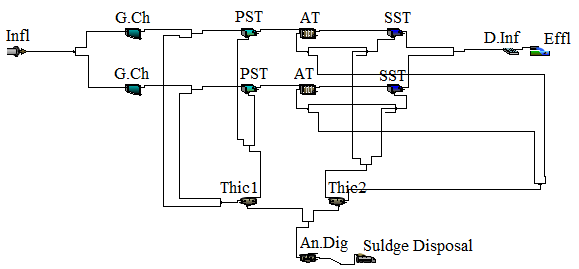 G.Ch PST AT SST
Infl D.Inf Effl
G.Ch PST AT SST
Thic1 Thic2
An.Dig Suldge Disposal